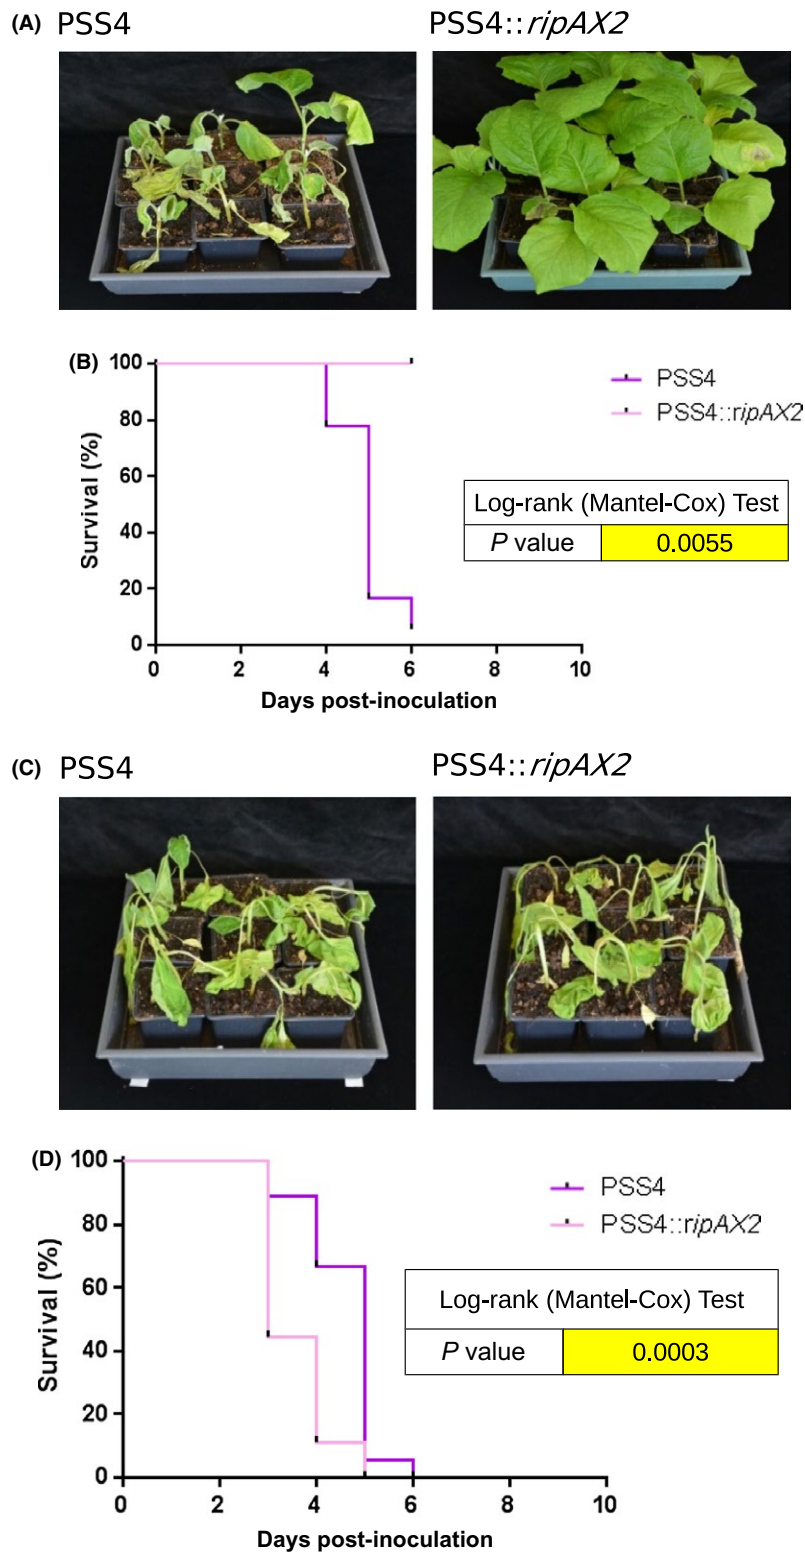 (A) PSS4 PSS4::ripAX2
(B)
100
80
60
40
20
0
Survival (%)
0 2 4 6 8 10
Days post-inoculation
PSS4
PSS4::ripAX2
Log-rank (Mantel-Cox) Test
P value 0.0055
(C) PSS4 PSS4::ripAX2
(D)
100
80
60
40
20
0
Survival (%)
0 2 4 6 8 10
Days post-inoculation
PSS4
PSS4::ripAX2
Log-rank (Mantel-Cox) Test
P value 0.0003